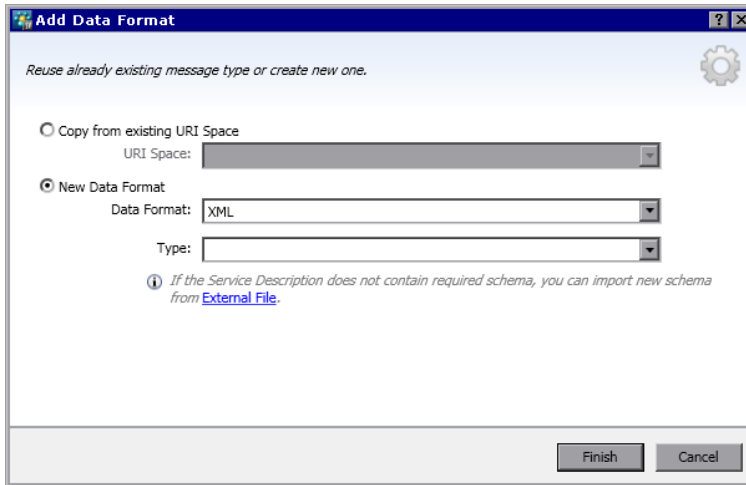 Add Data Format
Reuse already existing message type or create new one.
Copy from existing URI Space
URI Space:
New Data Format
Data Format: XML
Type:
If the Service Description does not contain required schema, you can import new schema
from External File.
Finish Cancel